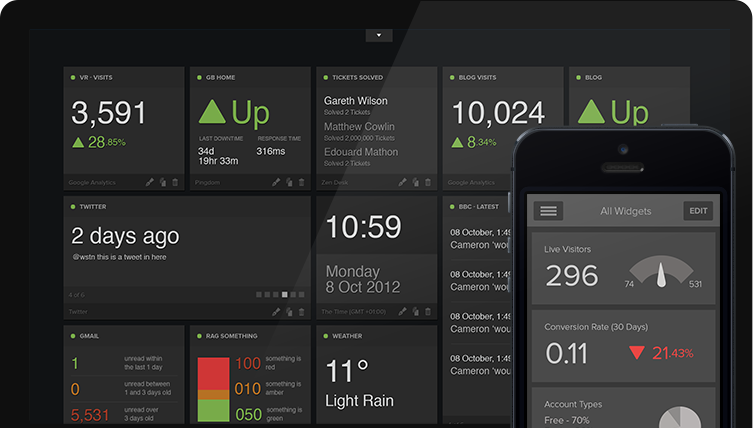 VR - VISITS
3,591
28.85%
Google Analytics
GB HOME
Up
LAST DOWNTIME
34d
19hr 33m
RESPONSE TIME
316ms
Pingdom
TICKETS SOLVED
Gareth Wilson
Solved 2 Tickets
Matthew Cowlin
Solved 2,000,000 Tickets
Edouard Mathon
Solved 2 Tickets
Zen Desk
BLOG VISITS
10,024
8.34%
Google Analytics
BLOG
Up
TWITTER
2 days ago
@wstn this is a tweet in here
4 of 6
Twitter
10:59
Monday
8 Oct 2012
The Time (GMT +01:00)
BBC - LATEST
08 October, 1:49
Cameron 'wou
08 October, 1:49
Cameron 'wou
08 October, 1:49
Cameron 'wou
08 October, 1:49
Cameron 'wou
GMAIL
1
unread within
the last 1 day
0
unread between
1 and 3 days old
5,531
unread over
3 days old
RAG SOMETHING
100
something is
red
010
something is
amber
050
something is
green
WEATHER
11°
Light Rain
All Widgets
EDIT
Live Visitors
296
74
531
Conversion Rate (30 Days)
0.11
21.43%
Account Types
Free - 70%